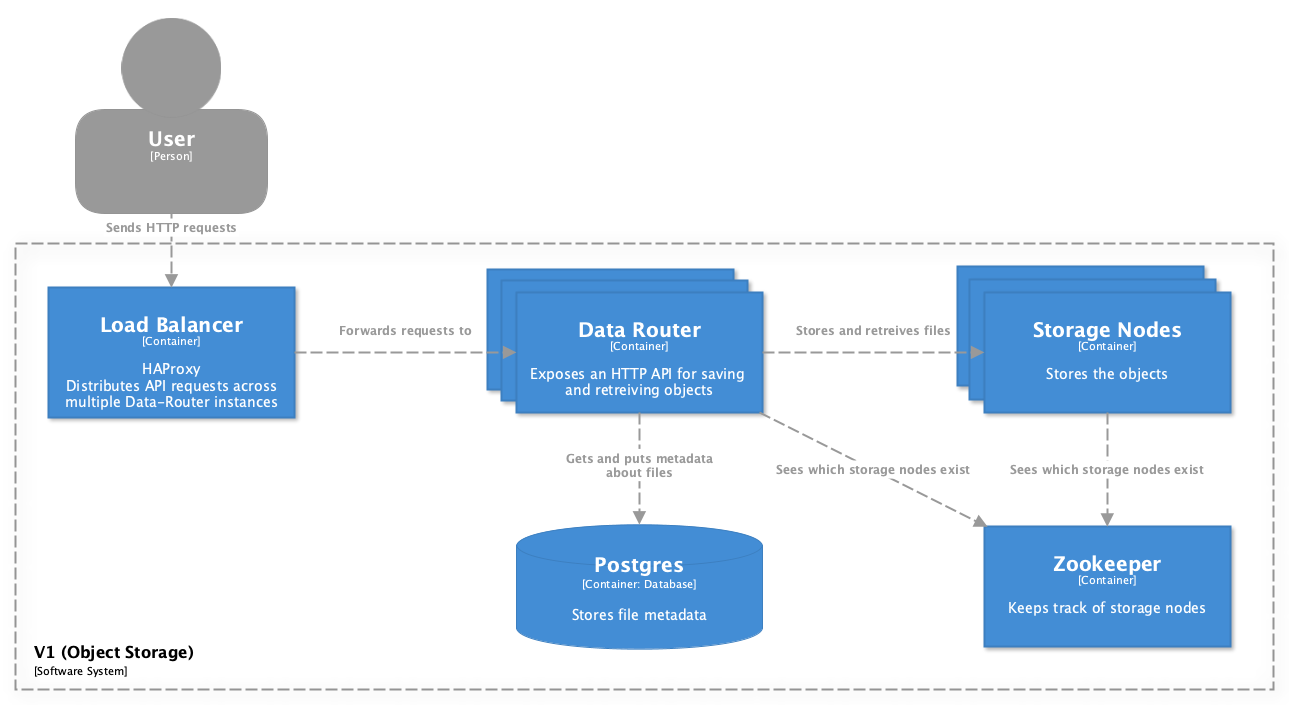 User
[Person]
Sends HTTP requests
Load Balancer
[Container]
HAProxy
Distributes API requests across
multiple Data-Router instances
Forwards requests to
Data Router
[Container]
Exposes an HTTP API for saving
and retreiving objects
Stores and retreives files
Storage Nodes
[Container]
Stores the objects
Gets and puts metadata
about files
Sees which storage nodes exist
Sees which storage nodes exist
Postgres
[Container: Database]
Stores file metadata
Zookeeper
[Container]
Keeps track of storage nodes
V1 (Object Storage)
[Software System]